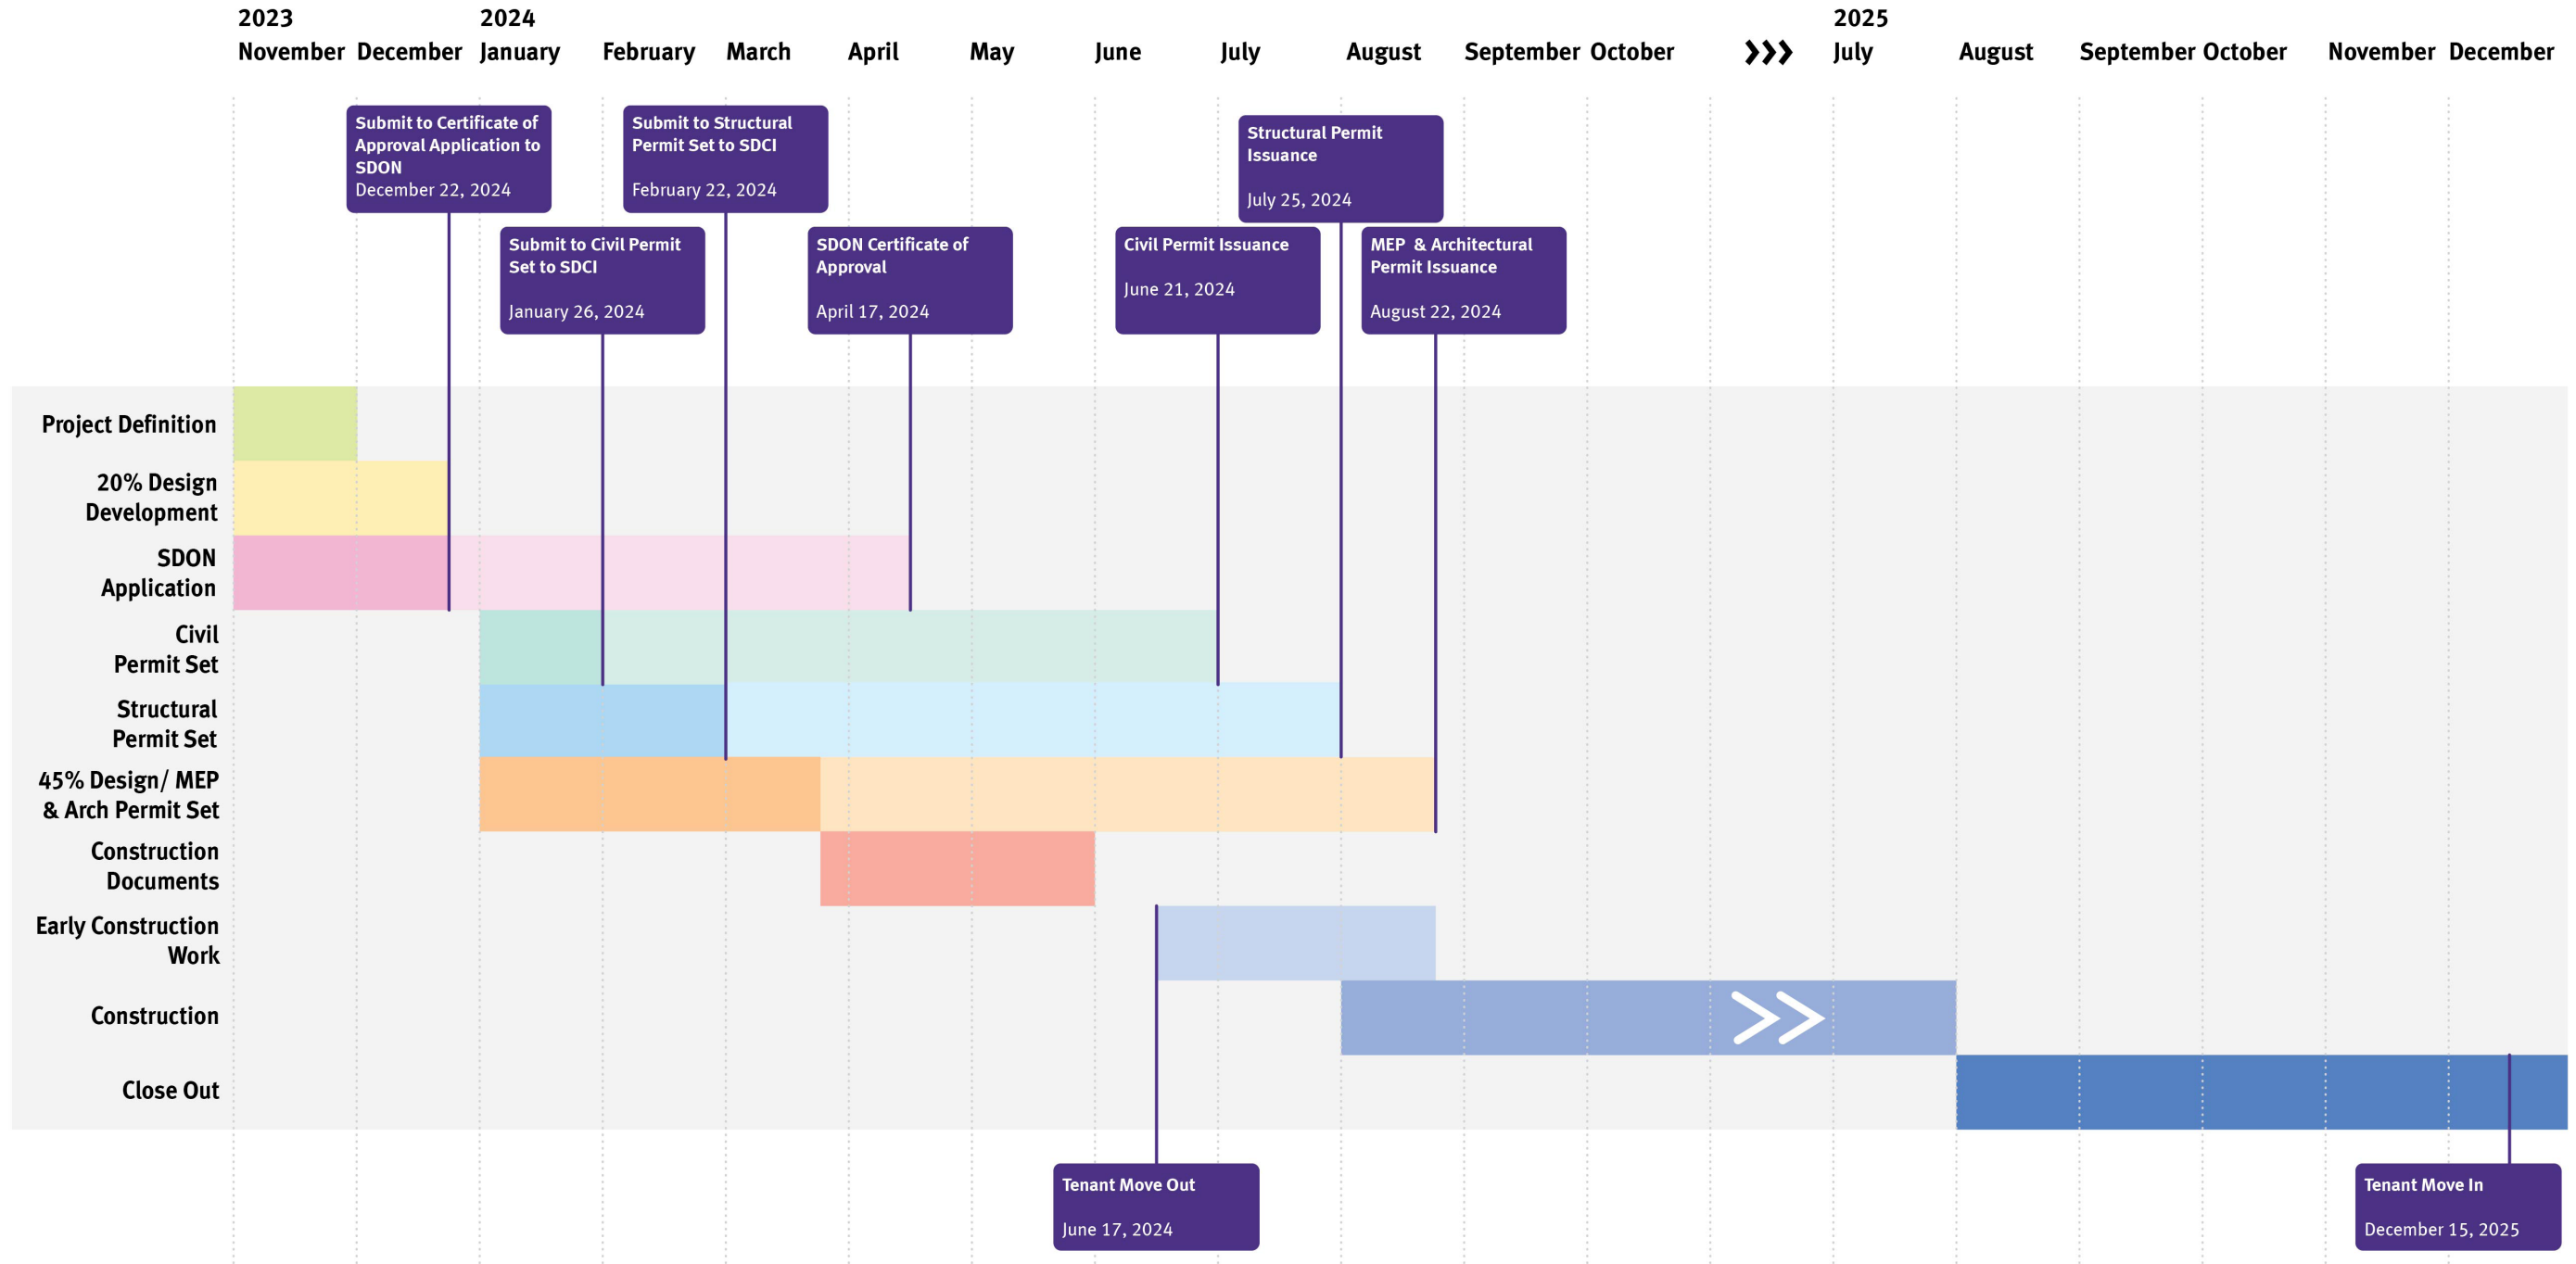 2023
2024
2025
November December January February March April May June July August September October July August September October November December
Submit to Certificate of
Approval Application to
SDON
December 22, 2024
Submit to Structural
Permit Set to SDCI
February 22, 2024
Structural Permit
Issuance
July 25, 2024
Submit to Civil Permit
Set to SDCI
January 26, 2024
SDON Certificate of
Approval
April 17, 2024
Civil Permit Issuance
June 21, 2024
MEP & Architectural
Permit Issuance
August 22, 2024
Project Definition
20% Design
Development
SDON
Application
Civil
Permit Set
Structural
Permit Set
45% Design/ MEP
& Arch Permit Set
Construction
Documents
Early Construction
Work
Construction
Close Out
Tenant Move Out
June 17, 2024
Tenant Move In
December 15, 2025